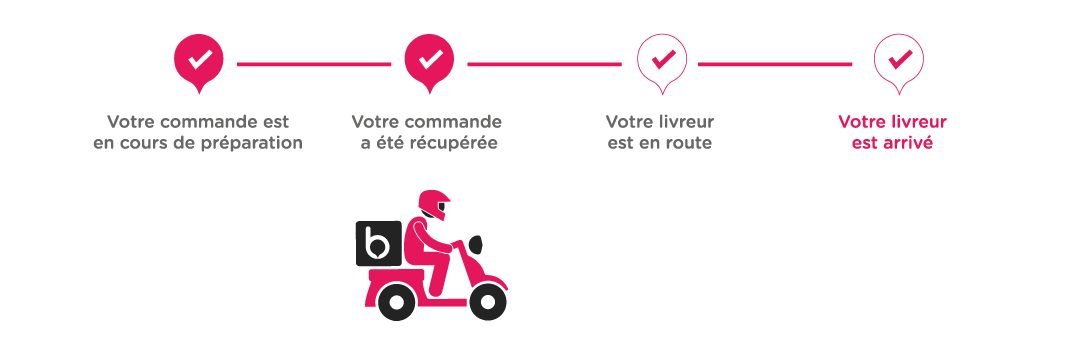 Votre commande est
en cours de préparation
Votre commande
a été récupérée
Votre livreur
est en route
Votre livreur
est arrivé
b